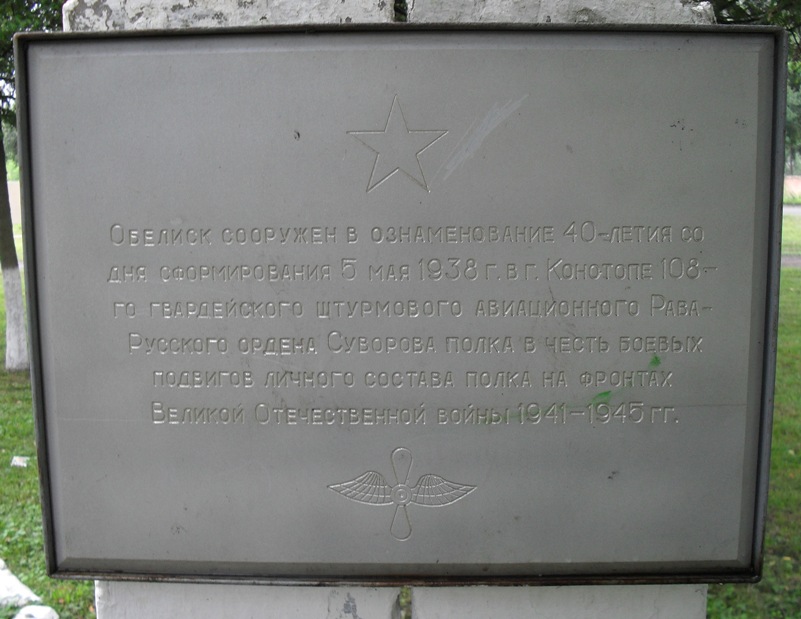 Обелиск сооружен в ознаменование 40-летия со
дня сформирования 5 мая 1938 г. в г. Конотопе 108-
го гвардейского штурмового авиационного Рава-
Русского ордена Суворова полка в честь боевых
подвигов личного состава полка на фронтах
Великой Отечественной войны 1941-1945 гг.